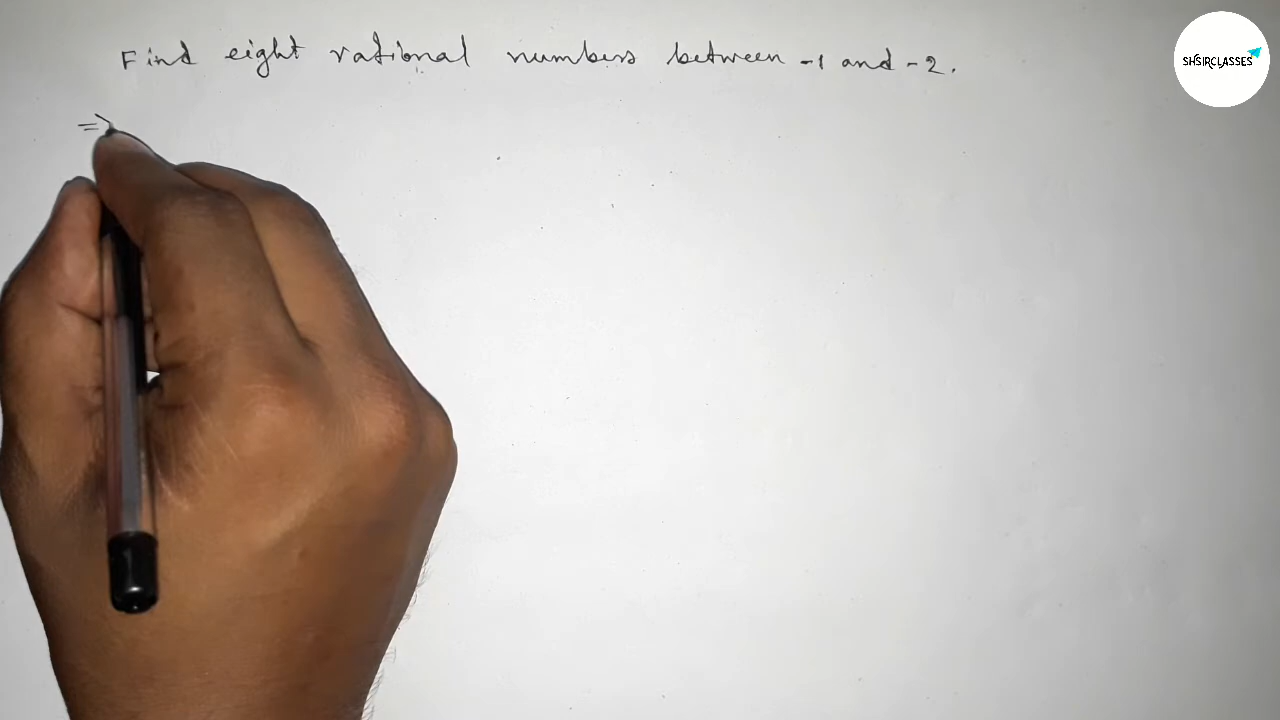 Find eight rational numbers between -1 and -2.
SHSIRCLASSES
=>